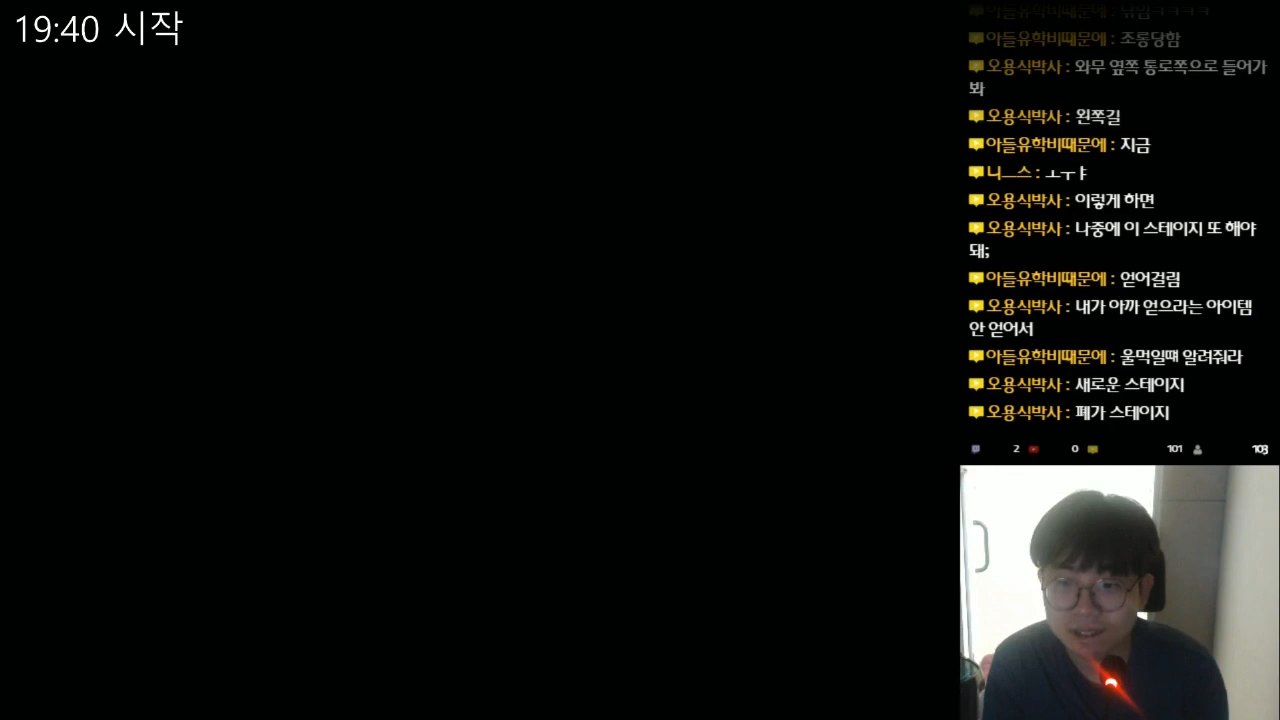 19:40 시작
아들유학비때문에 : 조롱당함
오용식박사 : 와무 옆쪽 통로쪽으로 들어가
봐
오용식박사 : 왼쪽길
아들유학비때문에 : 지금
니ㅡ스 : ㅗㅜㅑ
오용식박사 : 이렇게 하면
오용식박사 : 나중에 이 스테이지 또 해야
돼;
아들유학비때문에 : 얻어걸림
오용식박사 : 내가 아까 얻으라는 아이템
안 얻어서
아들유학비때문에 : 울먹일떄 알려줘라
오용식박사 : 새로운 스테이지
오용식박사 : 폐가 스테이지
2 0 101 103